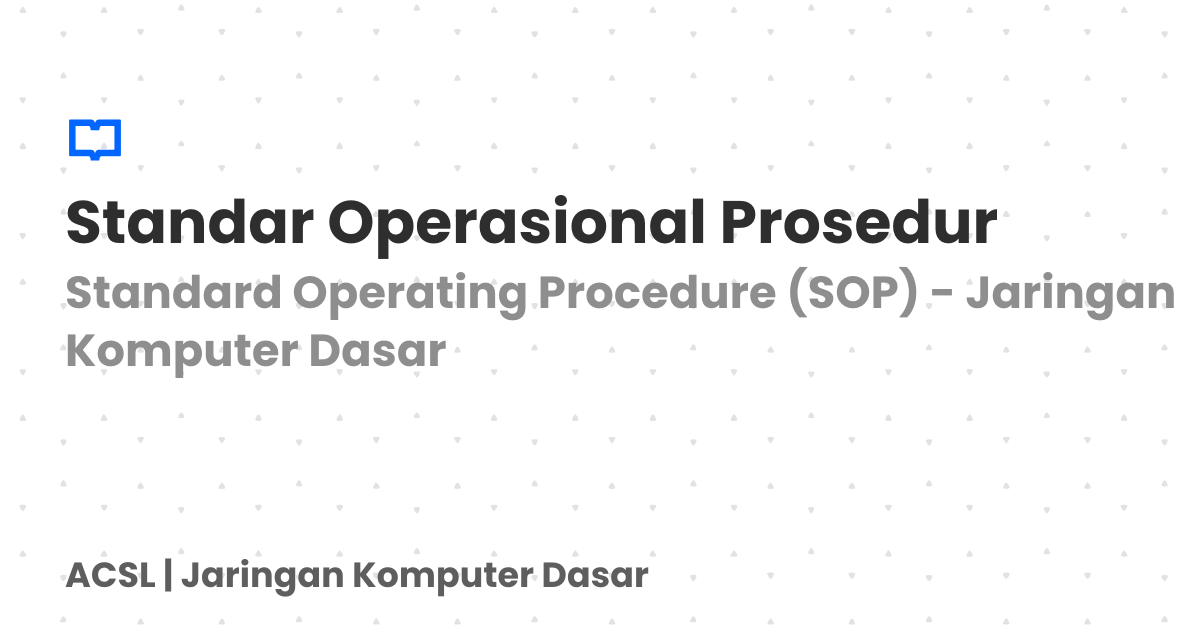 Standar Operasional Prosedur
Standard Operating Procedure (SOP) - Jaringan
Komputer Dasar
ACSL | Jaringan Komputer Dasar